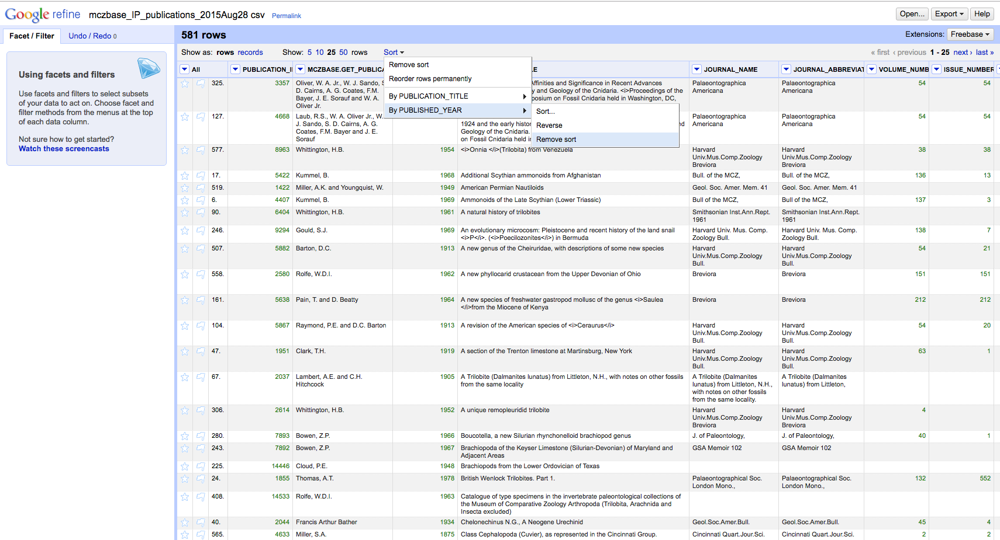 Google refine mczbase_IP_publications_2015Aug28 csv Permalink Open... Export Help
Facet / Filter Undo / Redo 0 581 rows Extensions: Freebase
Show as: rows records Show: 5 10 25 50 rows Sort « first ‹ previous 1 - 25 next › last »
Using facets and filters
Use facets and filters to select subsets
of your data to act on. Choose facet and
filter methods from the menus at the top
of each data column.
Not sure how to get started?
Watch these screencasts
Remove sort
Reorder rows permanently
By PUBLICATION_TITLE
By PUBLISHED_YEAR
Sort...
Reverse
Remove sort
All PUBLICATION_I MCZBASE.GET_PUBLICA LE JOURNAL_NAME JOURNAL_ABBREVIAT VOLUME_NUMB ISSUE_NUMBER
325. 3357 Oliver, W. A. Jr., W. J. Sando, S
D. Cairns, A. G. Coates, F.M.
Bayer, J. E. Sorauf and W. A.
Oliver Jr.
Affinities and Significance in Recent Advances
y and Geology of the Cnidaria. <i>Proceedings of the
posium on Fossil Cnidaria held in Washington, DC,
Palaeontographica
Americana
Palaeontographica
Americana
54 54
127. 4668 Laub, R.S., W. A. Oliver Jr., W.
J. Sando, S. D. Cairns, A. G.
Coates, F.M. Bayer and J. E.
Sorauf
1924 and the early histor nd
Geology of the Cnidaria.
on Fossil Cnidaria held in
Palaeontographica
Americana
Palaeontographica
Americana
54 54
577. 8963 Whittington, H.B. 1954 <i>Onnia </i>(Trilobita) from Venezuela
Harvard
Univ.Mus.Comp.Zoology
Breviora
Harvard
Univ.Mus.Comp.Zoology
Breviora
38 38
17. 5422 Kummel, B. 1968 Additional Scythian ammonoids from Afghanistan Bull. of the MCZ, Bull. of the MCZ, 136 13
519. 1422 Miller, A.K. and Youngquist, W. 1949 American Permian Nautiloids Geol. Soc. Amer. Mem. 41 Geol. Soc. Amer. Mem. 41
6. 4407 Kummel, B. 1969 Ammonoids of the Late Scythian (Lower Triassic) Bull. of the MCZ, Bull. of the MCZ, 137 3
90. 6404 Whittington, H.B. 1961 A natural history of trilobites
Smithsonian Inst.Ann.Rept.
1961
Smithsonian Inst.Ann.Rept.
1961
246. 9294 Gould, S.J. 1969 An evolutionary microcosm: Pleistocene and recent history of the land snail
<i>P</i>. (<i>Poecilozonites</i>) in Bermuda
Harvard Univ. Mus. Comp.
Zoology Bull.
Harvard Univ. Mus. Comp.
Zoology Bull.
138 7
507. 5882 Barton, D.C. 1913 A new genus of the Cheiruridae, with descriptions of some new species
Harvard
Univ.Mus.Comp.Zoology
Bull.
Harvard
Univ.Mus.Comp.Zoology
Bull.
54 21
558. 2580 Rolfe, W.D.I. 1962 A new phyllocarid crustacean from the Upper Devonian of Ohio Breviora Breviora 151 151
161. 5638 Pain, T. and D. Beatty 1964 A new species of freshwater gastropod mollusc of the genus <i>Saulea
</i>from the Miocene of Kenya
Breviora Breviora 212 212
104. 5867 Raymond, P.E. and D.C. Barton 1913 A revision of the American species of <i>Ceraurus</i>
Harvard
Univ.Mus.Comp.Zoology
Bull.
Harvard
Univ.Mus.Comp.Zoology
Bull.
54 20
47. 1951 Clark, T.H. 1919 A section of the Trenton limestone at Martinsburg, New York
Harvard
Univ.Mus.Comp.Zoology
Bull.
Harvard
Univ.Mus.Comp.Zoology
Bull.
63 1
67. 2037 Lambert, A.E. and C.H.
Hitchcock
1905 A Trilobite (Dalmanites lunatus) from Littleton, N.H., with notes on other fossils
from the same locality
A Trilobite (Dalmanites
lunatus) from Littleton, N.H.,
with notes on other fossils
from the same locality.
A Trilobite (Dalmanites
lunatus) from Littleton,
306. 2614 Whittington, H.B. 1952 A unique remopleuridid trilobite
Harvard
Univ.Mus.Comp.Zoology
Breviora
Harvard
Univ.Mus.Comp.Zoology
Breviora
4
280. 7893 Bowen, Z.P. 1966 Boucotella, a new Silurian rhynchonelloid brachiopod genus J. of Paleontology, J. of Paleontology, 40 1
243. 7892 Bowen, Z.P. 1967 Brachiopoda of the Keyser Limestone (Silurian-Devonian) of Maryland and
Adjacent Areas
GSA Memoir 102 GSA Memoir 102
225. 14446 Cloud, P.E. 1948 Brachiopods from the Lower Ordovician of Texas
24. 1855 Thomas, A.T. 1978 British Wenlock Trilobites. Part 1.
Palaeontographical Soc.
London Mono.,
Palaeontographical Soc.
London Mono.,
132 552
408. 14533 Rolfe, W.D.I. 1963 Catalogue of type specimens in the invertebrate paleontological collections of
the Museum of Comparative Zoology Arthropoda (Trilobita, Arachnida and
Insecta excluded)
40. 2044 Francis Arthur Bather 1934 Chelonechinus N.G., A Neogene Urechinid Geol.Soc.Amer.Bull. Geol.Soc.Amer.Bull. 45 4
565. 4633 Miller, S.A. 1875 Class Cephalopoda (Cuvier), as represented in the Cincinnati Group. Cincinnati Quart.Jour.Sci. Cincinnati Quart.Jour.Sci. 2 2